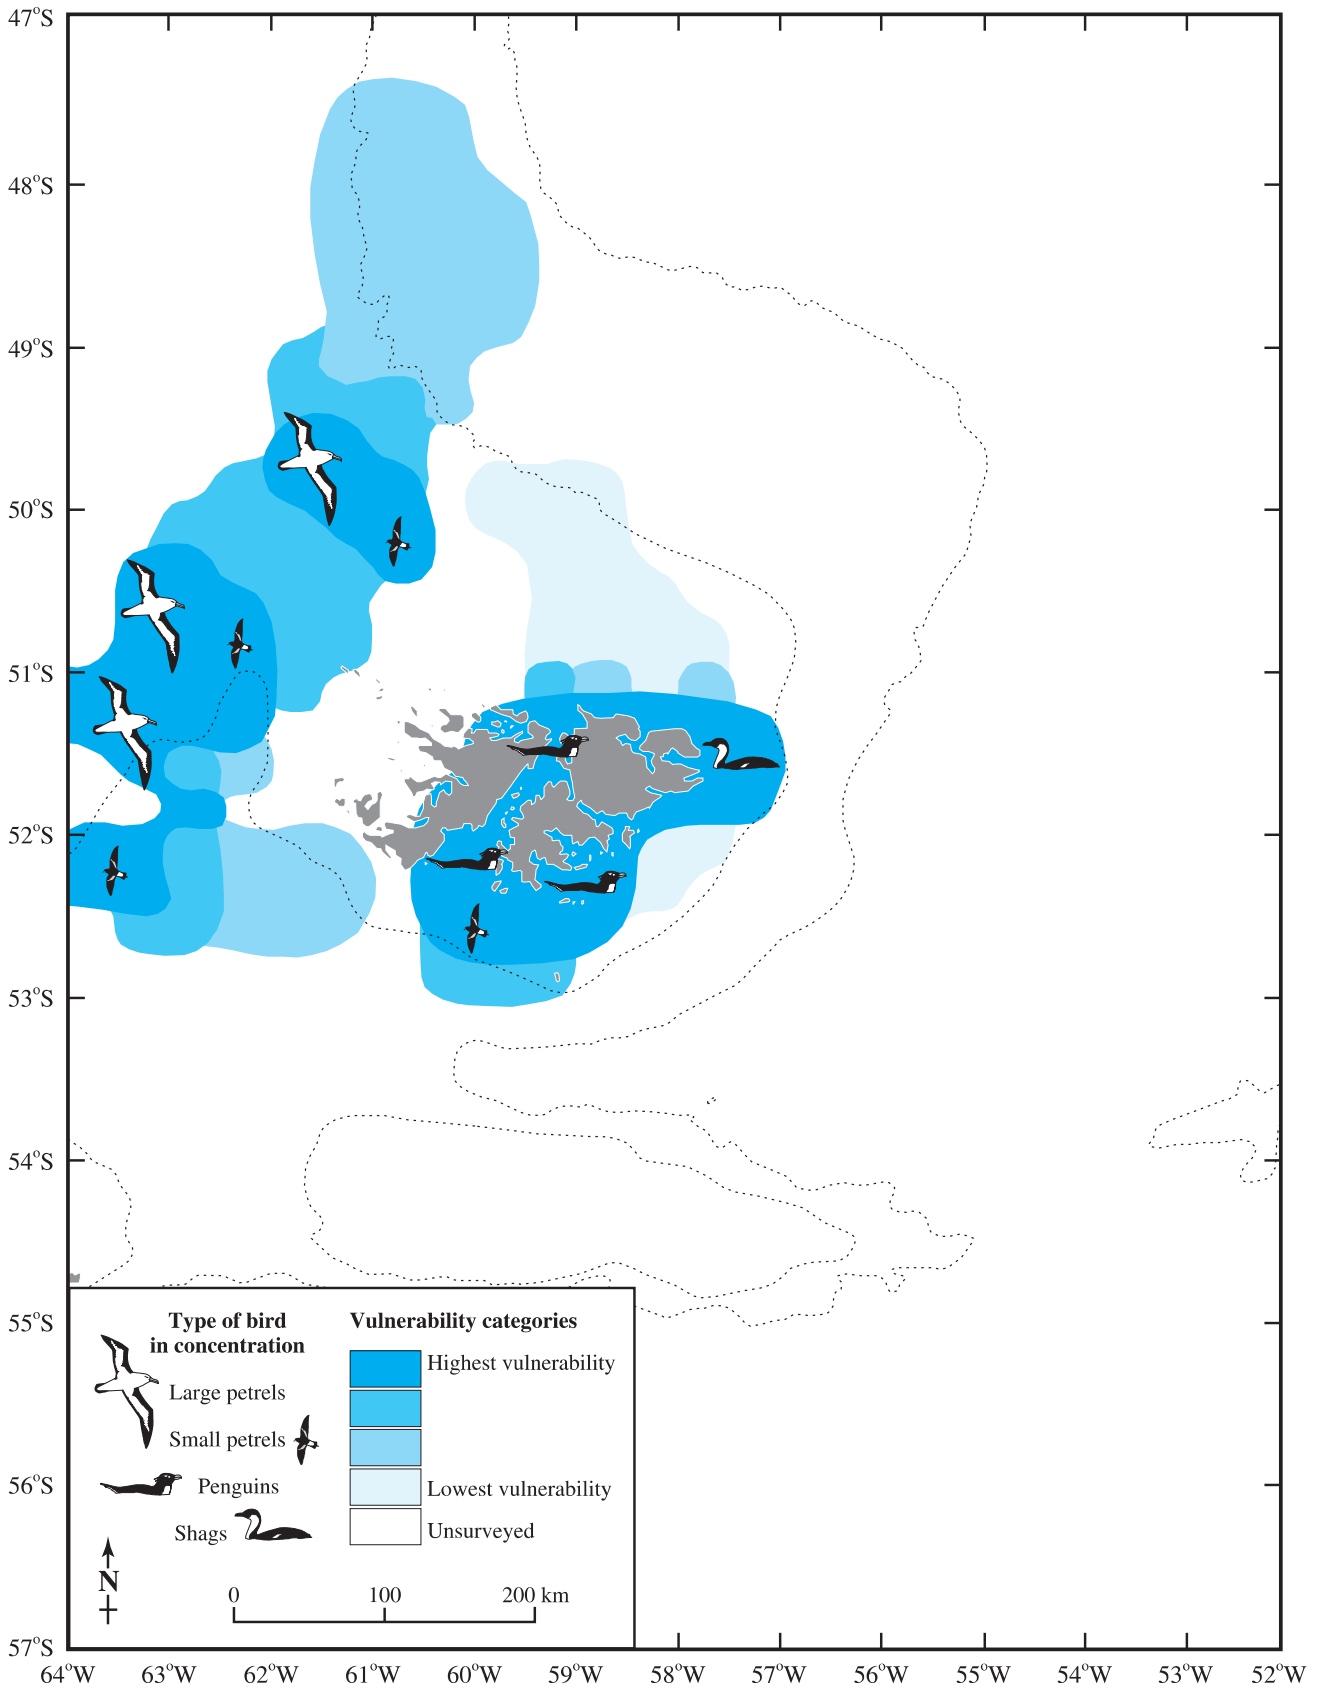 47°S
48°S
49°S
50°S
51°S
52°S
53°S
54°S
55°S
56°S
57°S
Type of bird
in concentration
Large petrels
Small petrels
Penguins
Shags
Vulnerability categories
Highest vulnerability
Lowest vulnerability
Unsurveyed
N
0 100 200 km
64°W 63°W 62°W 61°W 60°W 59°W 58°W 57°W 56°W 55°W 54°W 53°W 52°W